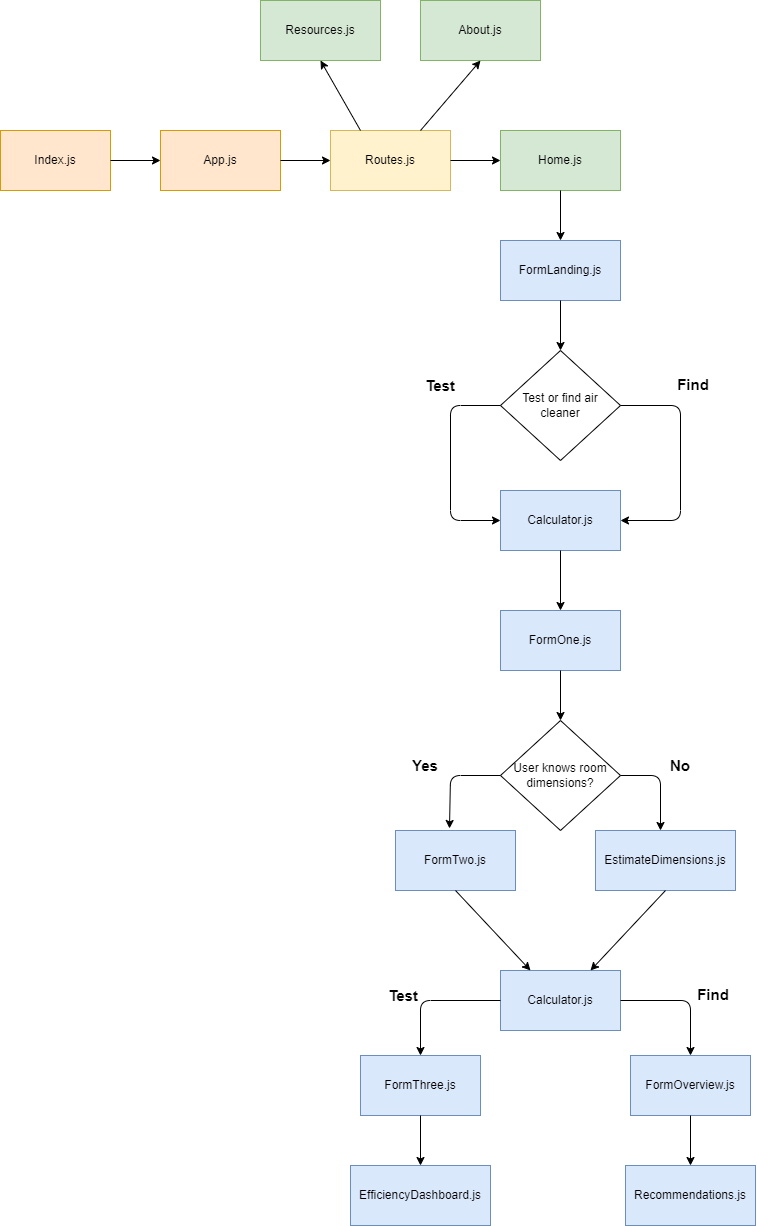 Resources.js
About.js
Index.js
App.js
Routes.js
Home.js
FormLanding.js
Test
Find
Test or find air
cleaner
Calculator.js
FormOne.js
Yes
User knows room
dimensions?
No
FormTwo.js
EstimateDimensions.js
Test
Calculator.js
Find
FormThree.js
FormOverview.js
EfficiencyDashboard.js
Recommendations.js